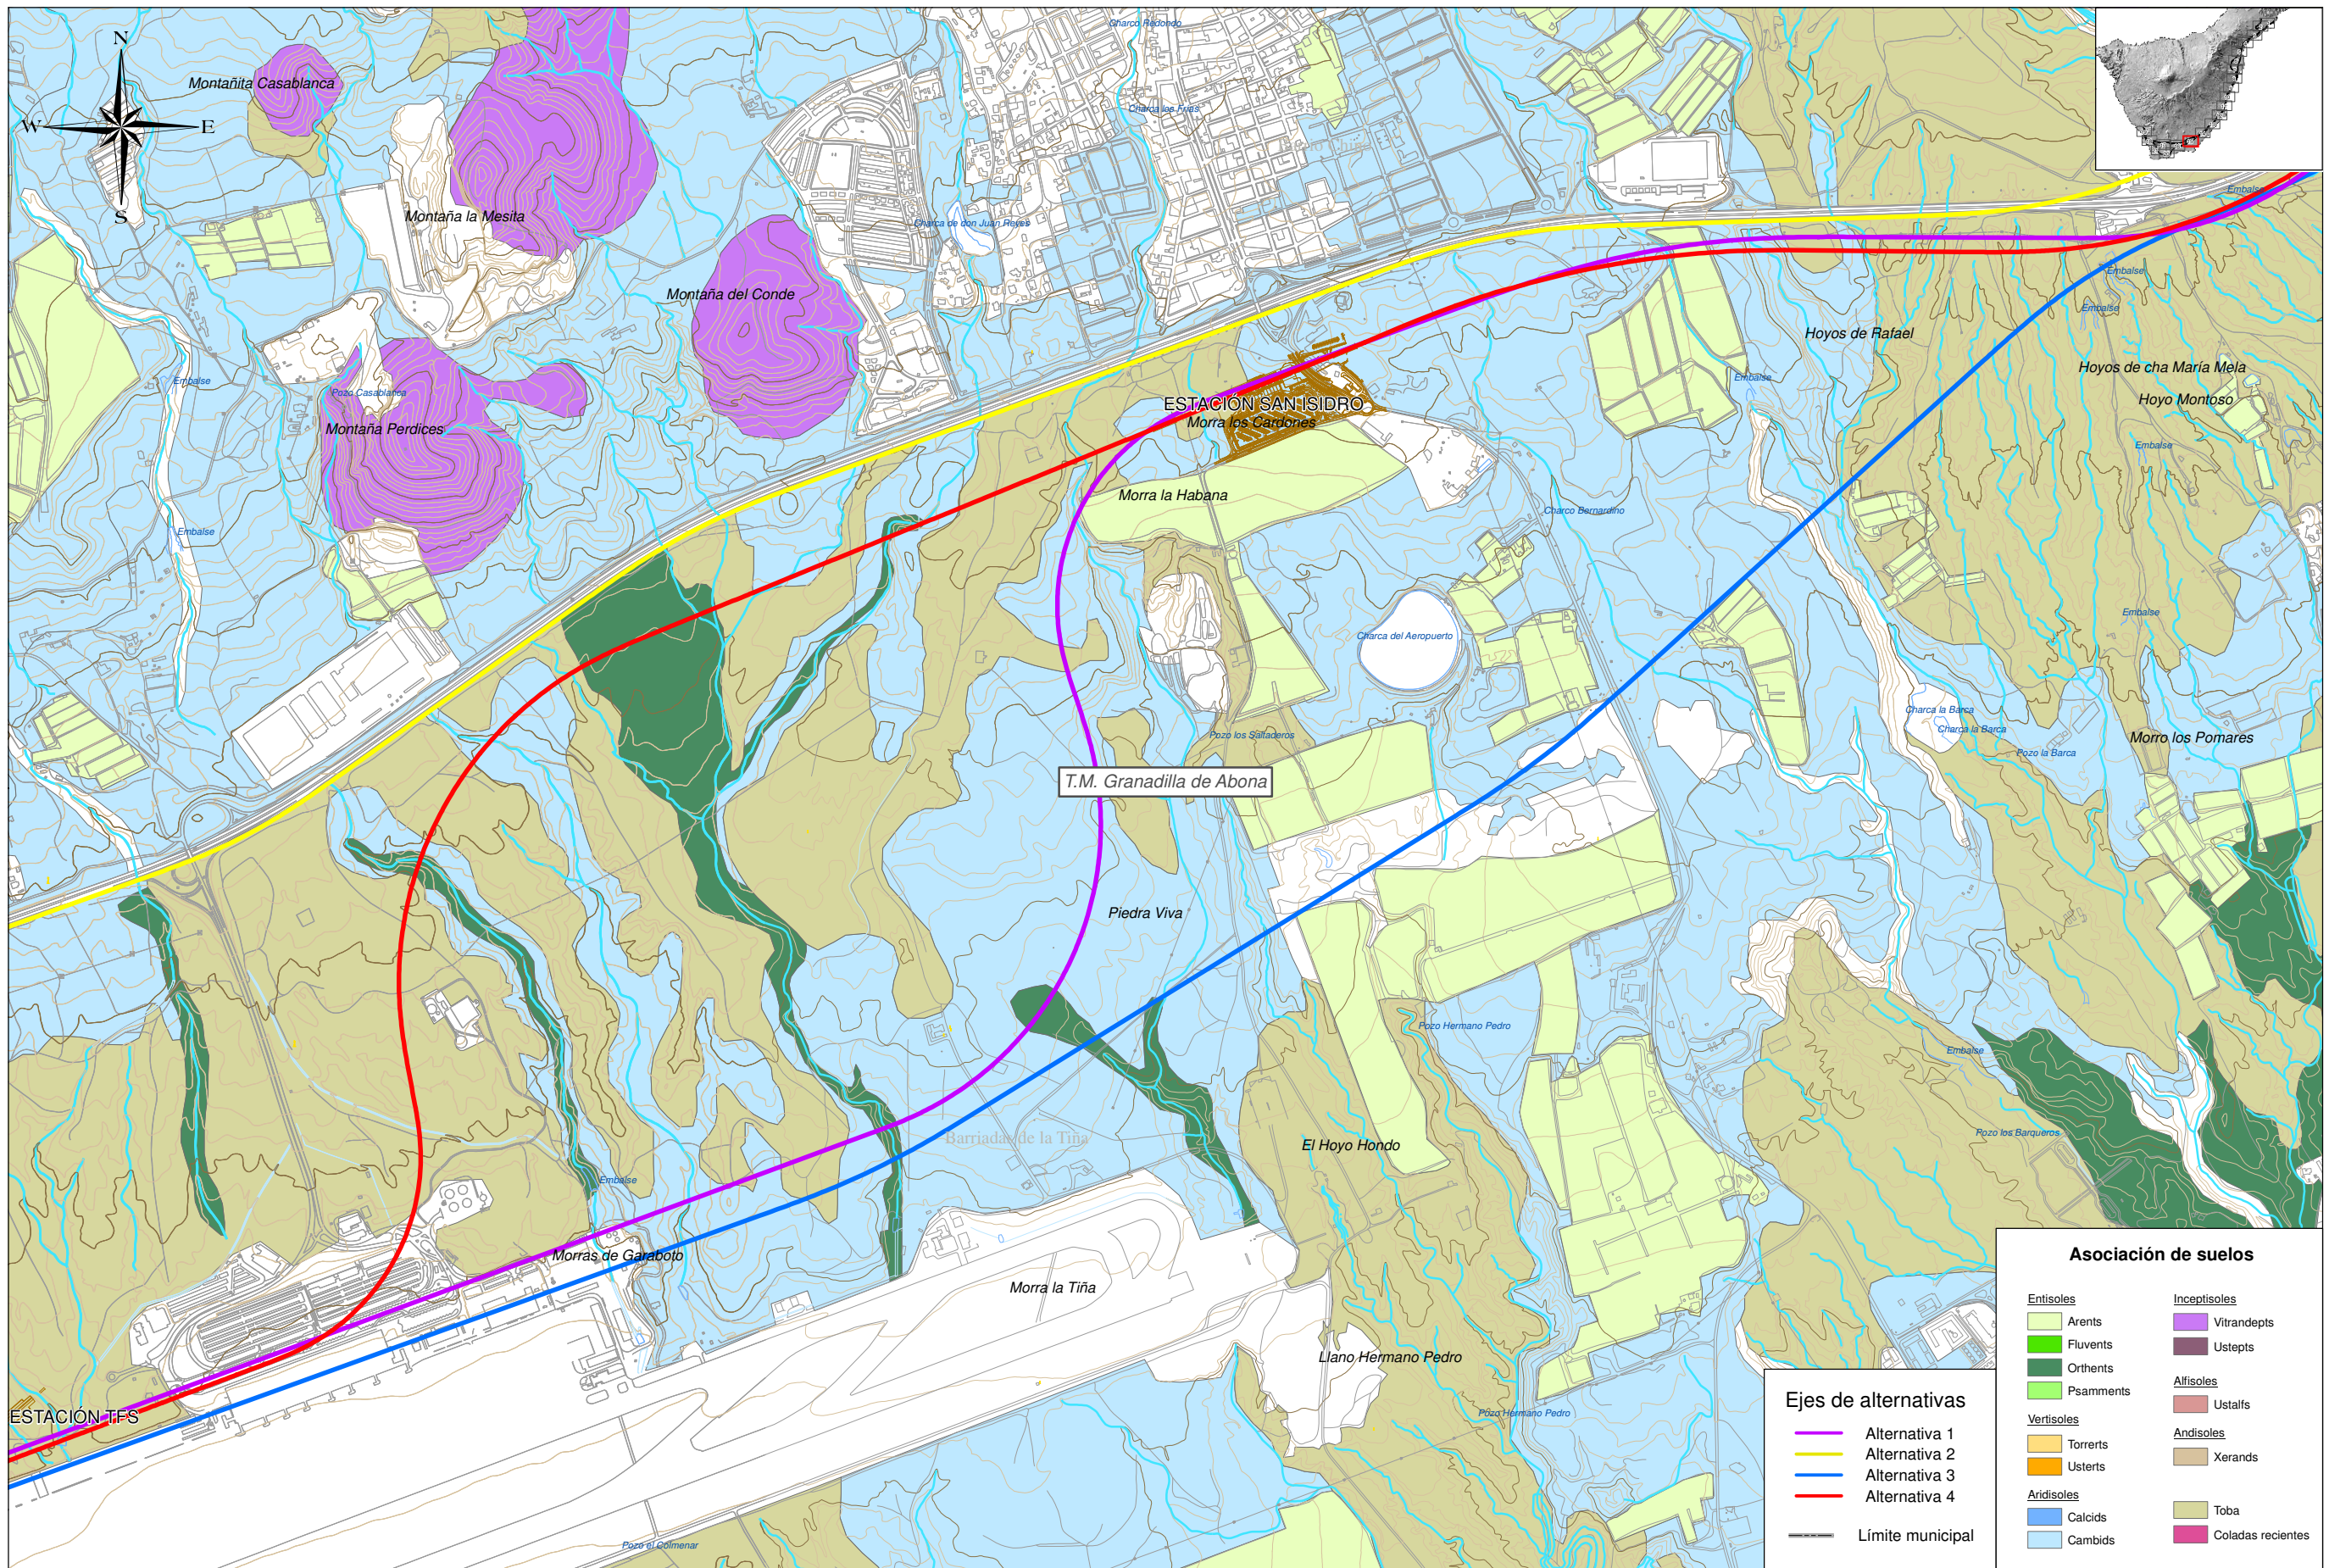 N
W
E
S
Charco Redondo
Montañita Casablanca
Charca los Frías
Montaña la Mesita
Charca de don Juan Reyes
Embalse
Montaña del Conde
Embalse
Embalse
Hoyos de Rafael
Hoyos de cha María Mela
Embalse
Embalse
Pozo Casablanca
Hoyo Montoso
ESTACIÓN SAN ISIDRO
Morra los Cardones
Montaña Perdices
Embalse
Morra la Habana
Charco Bernardino
Embalse
Embalse
Charca del Aeropuerto
Charca la Barca
Charca la Barca
Pozo los Saltaderos
Morro los Pomares
Pozo la Barca
T.M. Granadilla de Abona
Piedra Viva
Pozo Hermano Pedro
Embalse
Barriadas de la Tiña
El Hoyo Hondo
Pozo los Barqueros
Embalse
Morras de Garaboto
Morra la Tiña
Llano Hermano Pedro
ESTACIÓN TFS
Pozo Hermano Pedro
Pozo el Colmenar
Ejes de alternativas
Alternativa 1
Alternativa 2
Alternativa 3
Alternativa 4
Límite municipal
Asociación de suelos
Entisoles
Arents
Fluvents
Orthents
Psamments
Vertisoles
Torrerts
Usterts
Aridisoles
Calcids
Cambids
Inceptisoles
Vitrandepts
Ustepts
Alfisoles
Ustalfs
Andisoles
Xerands
Toba
Coladas recientes